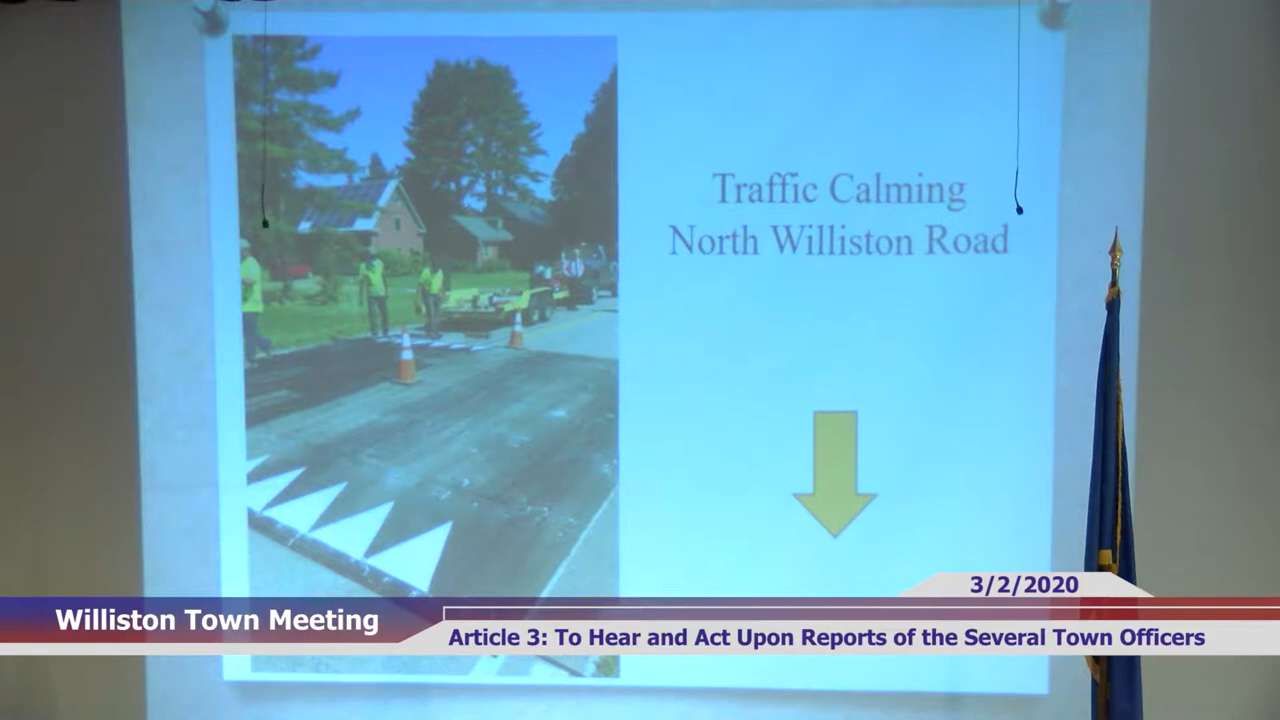 Traffic Calming
North Williston Road
3/2/2020
Williston Town Meeting
Article 3: To Hear and Act Upon Reports of the Several Town Officers